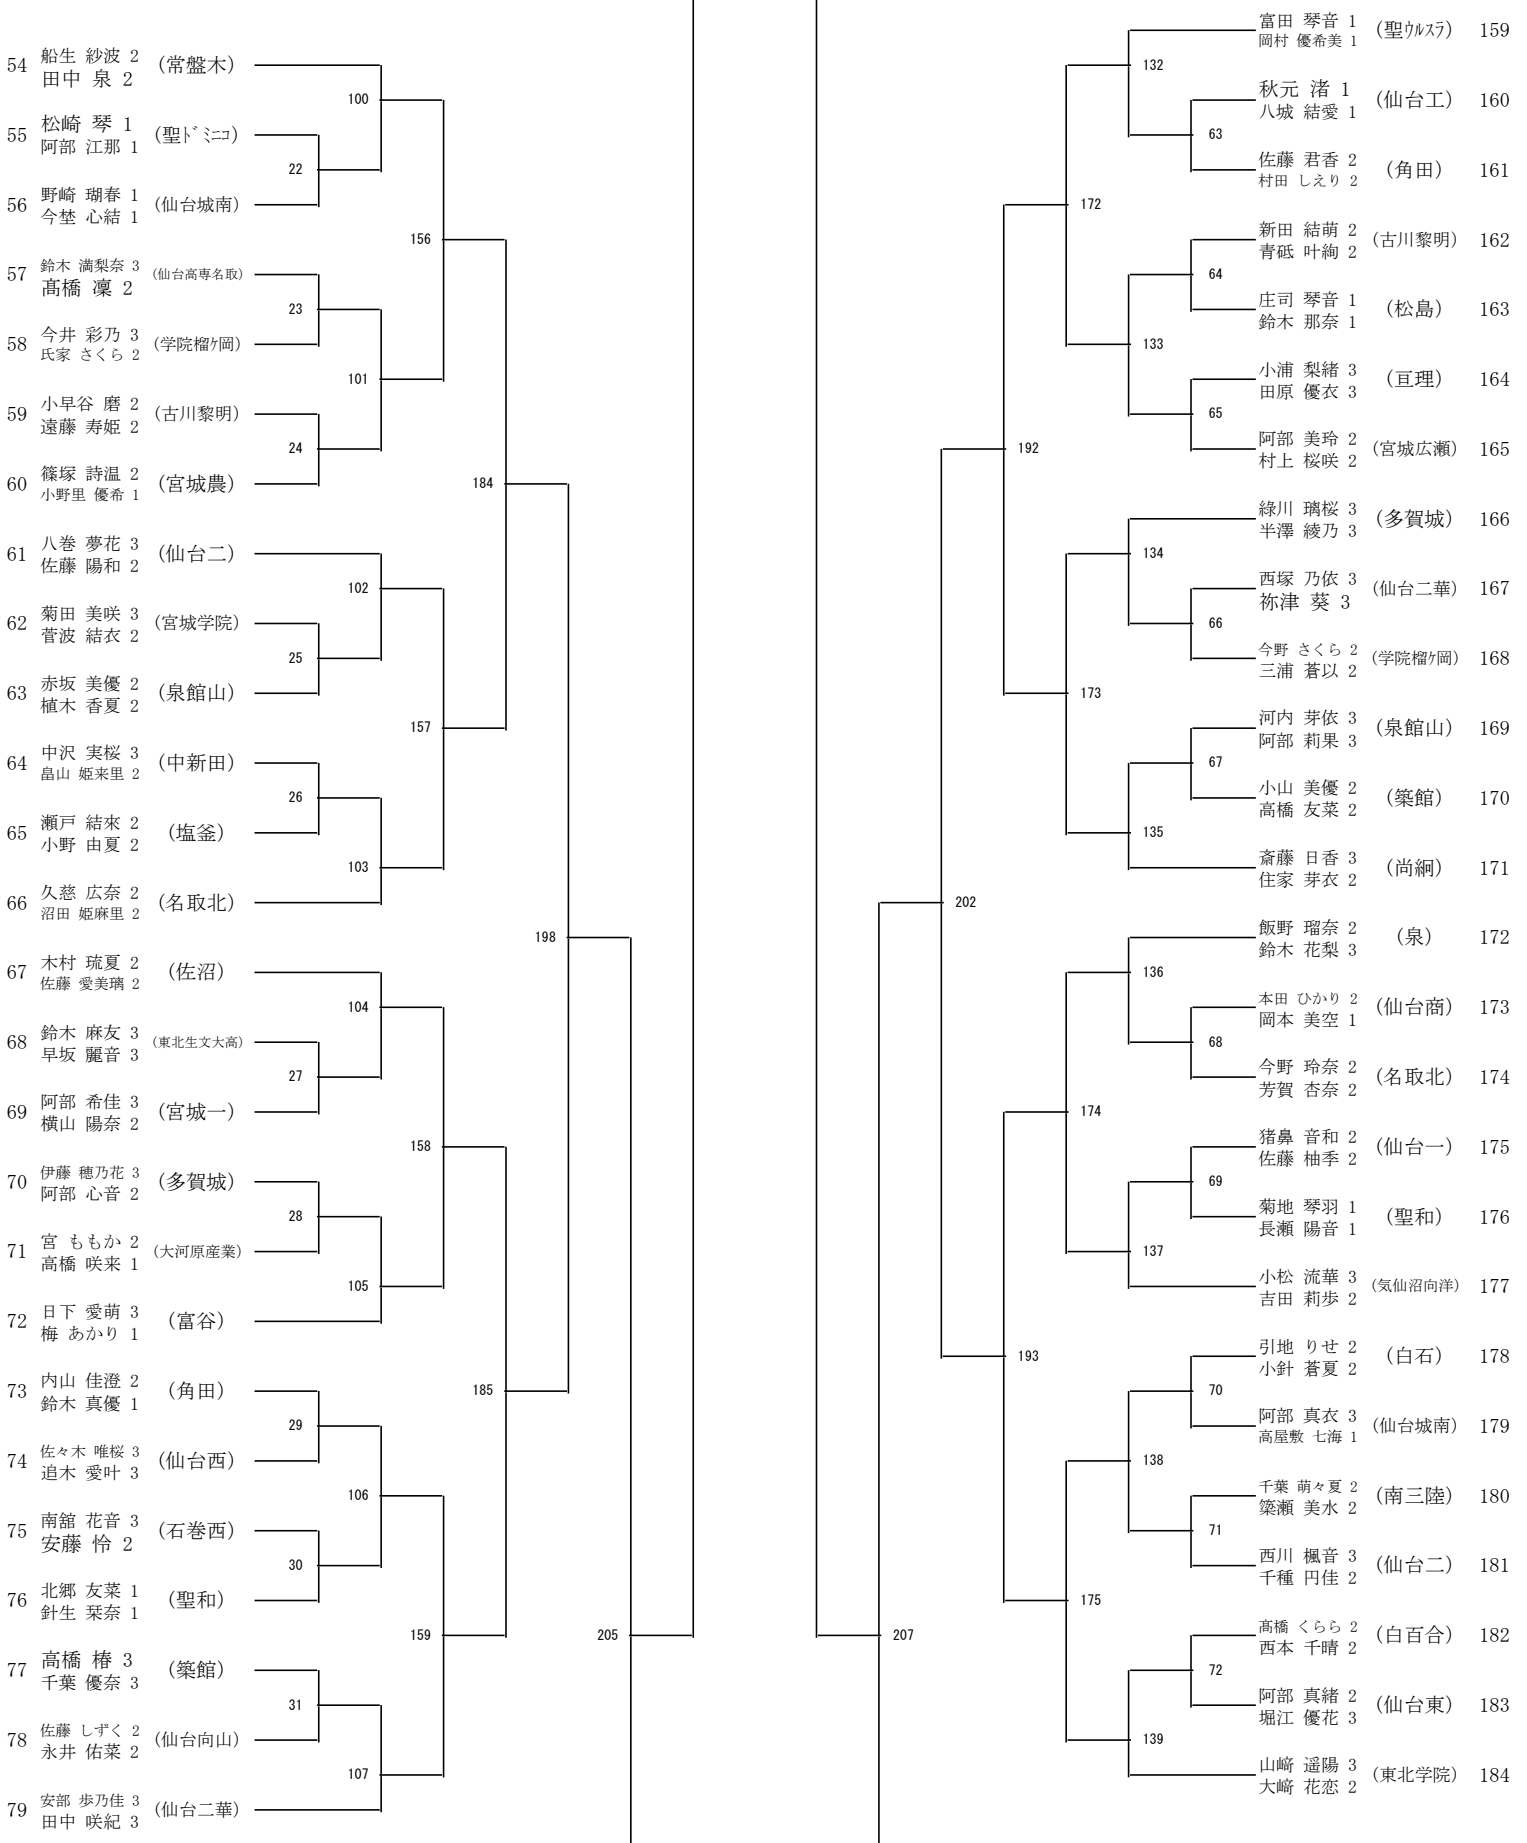 54 船生 紗波 2 (常盤木)
田中 泉 2
100
55 松崎 琴 1 (聖ドミニコ)
阿部 江那 1
22
56 野崎 瑚春 1 (仙台城南)
今埜 心結 1
156
57 鈴木 満梨奈 3 (仙台高専名取)
髙橋 凜 2
23
58 今井 彩乃 3 (学院榴ケ岡)
氏家 さくら 2
101
59 小早谷 磨 2 (古川黎明)
遠藤 寿姫 2
24
60 篠塚 詩温 2 (宮城農)
小野里 優希 1
184
61 八巻 夢花 3 (仙台二)
佐藤 陽和 2
102
62 菊田 美咲 3 (宮城学院)
菅波 結衣 2
25
63 赤坂 美優 2 (泉館山)
植木 香夏 2
157
64 中沢 実桜 3 (中新田)
畠山 姫来里 2
26
65 瀬戸 結來 2 (塩釜)
小野 由夏 2
103
66 久慈 広奈 2 (名取北)
沼田 姫麻里 2
198
67 木村 琉夏 2 (佐沼)
佐藤 愛美璃 2
104
68 鈴木 麻友 3 (東北生文大高)
早坂 麗音 3
27
69 阿部 希佳 3 (宮城一)
横山 陽奈 2
158
70 伊藤 穂乃花 3 (多賀城)
阿部 心音 2
28
71 宮 ももか 2 (大河原産業)
高橋 咲来 1
105
72 日下 愛萌 3 (富谷)
梅 あかり 1
73 内山 佳澄 2 (角田)
鈴木 真優 1
185
29
74 佐々木 唯桜 3 (仙台西)
追木 愛叶 3
106
75 南舘 花音 3 (石巻西)
安藤 怜 2
30
76 北郷 友菜 1 (聖和)
針生 栞奈 1
159
205
77 高橋 椿 3 (築館)
千葉 優奈 3
31
78 佐藤 しずく 2 (仙台向山)
永井 佑菜 2
107
79 安部 歩乃佳 3 (仙台二華)
田中 咲紀 3
富田 琴音 1 (聖ウルスラ) 159
岡村 優希美 1
132
秋元 渚 1 (仙台工) 160
八城 結愛 1
63
佐藤 君香 2 (角田) 161
村田 しえり 2
172
新田 結萌 2 (古川黎明) 162
青砥 叶絢 2
64
庄司 琴音 1 (松島) 163
鈴木 那奈 1
133
小浦 梨緒 3 (亘理) 164
田原 優衣 3
65
阿部 美玲 2 (宮城広瀬) 165
村上 桜咲 2
192
綠川 璃桜 3 (多賀城) 166
半澤 綾乃 3
134
西塚 乃依 3 (仙台二華) 167
祢津 葵 3
66
今野 さくら 2 (学院榴ケ岡) 168
三浦 蒼以 2
173
河内 芽依 3 (泉館山) 169
阿部 莉果 3
67
小山 美優 2 (築館) 170
高橋 友菜 2
135
斎藤 日香 3 (尚絅) 171
住家 芽衣 2
202
飯野 瑠奈 2 (泉) 172
鈴木 花梨 3
136
本田 ひかり 2 (仙台商) 173
岡本 美空 1
68
今野 玲奈 2 (名取北) 174
芳賀 杏奈 2
174
猪鼻 音和 2 (仙台一) 175
佐藤 柚季 2
69
菊地 琴羽 1 (聖和) 176
長瀬 陽音 1
137
小松 流華 3 (気仙沼向洋) 177
吉田 莉歩 2
193
引地 りせ 2 (白石) 178
小針 蒼夏 2
70
阿部 真衣 3 (仙台城南) 179
高屋敷 七海 1
138
千葉 萌々夏 2 (南三陸) 180
簗瀬 美水 2
71
西川 楓音 3 (仙台二) 181
千種 円佳 2
175
207
髙橋 くらら 2 (白百合) 182
西本 千晴 2
72
阿部 真緒 2 (仙台東) 183
堀江 優花 3
139
山﨑 遥陽 3 (東北学院) 184
大﨑 花恋 2